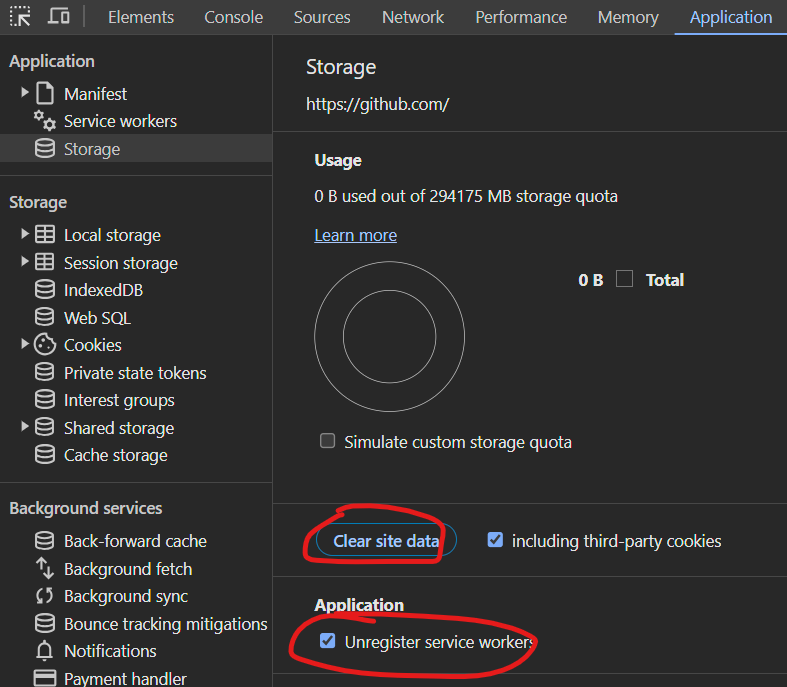 Elements Console Sources Network Performance Memory Application
Application
Manifest
Service workers
Storage
Storage
Local storage
Session storage
IndexedDB
Web SQL
Cookies
Private state tokens
Interest groups
Shared storage
Cache storage
Background services
Back-forward cache
Background fetch
Background sync
Bounce tracking mitigations
Notifications
Payment handler
Storage
https://github.com/
Usage
0 B used out of 294175 MB storage quota
Learn more
0 B Total
Simulate custom storage quota
Clear site data including third-party cookies
Application
Unregister service workers